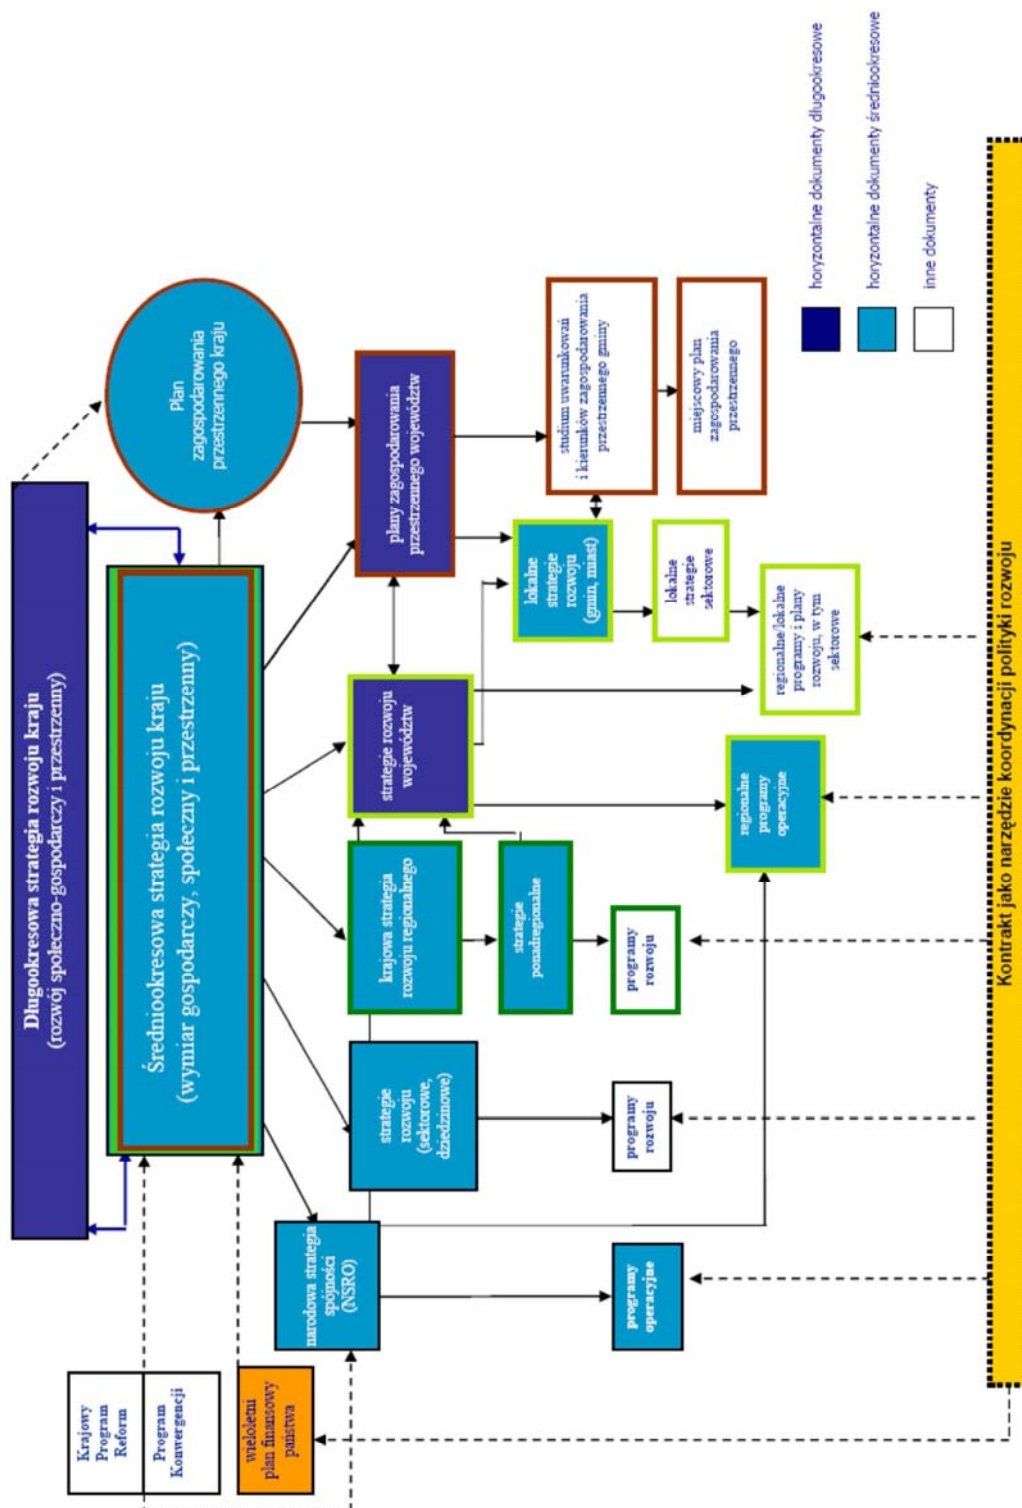 Długookresowa strategia rozwoju kraju
(rozwój społeczno-gospodarczy i przestrzenny)
Średniookresowa strategia rozwoju kraju
(wymiar gospodarczy, społeczny i przestrzenny)
Plan
zagospodarowania
przestrzennego kraju
Krajowy
Program
Reform
Program
Konwergencji
wieloletni
plan finansowy
państwa
narodowa strategia
spójności
(NSRO)
strategie
rozwoju
(sektorowe,
dziedzinowe)
krajowa strategia
rozwoju regionalnego
strategie rozwoju
województw
plany zagospodarowania
przestrzennego województw
strategie
ponadregionalne
lokalne
strategie
rozwoju
(gmin, miast)
studium uwarunkowań
i kierunków zagospodarowania
przestrzennego gminy
programy
operacyjne
programy
rozwoju
programy
rozwoju
regionalne
programy
operacyjne
lokalne
strategie
sektorowe
miejscowy plan
zagospodarowania
przestrzennego
regionalne/lokalne
programy i plany
rozwoju, w tym
sektorowe
horyzontalne dokumenty długookresowe
horyzontalne dokumenty średniookresowe
inne dokumenty
Kontrakt jako narzędzie koordynacji polityki rozwoju